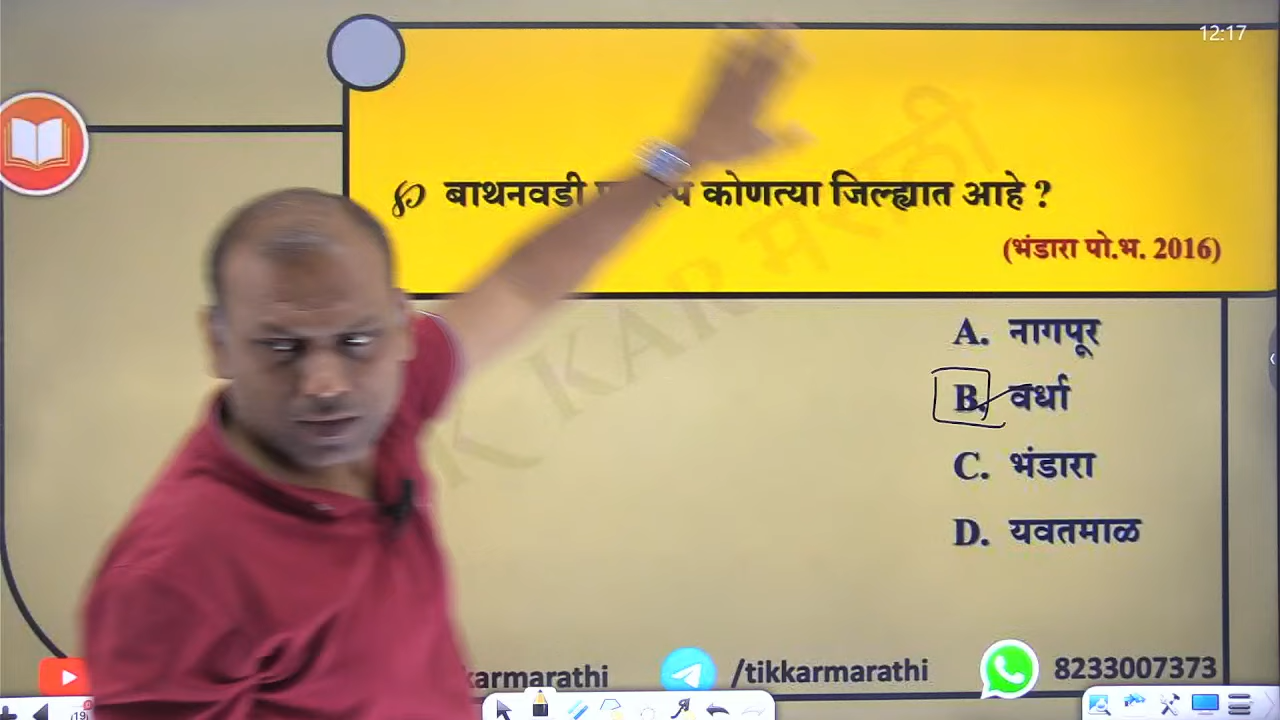 12:17
बाथनवडी कोणत्या जिल्ह्यात आहे ?
(भंडारा पो.भ. 2016)
A. नागपूर
B. वर्धा
C. भंडारा
D. यवतमाळ
karmarathi
/tikkarmarathi
8233007373